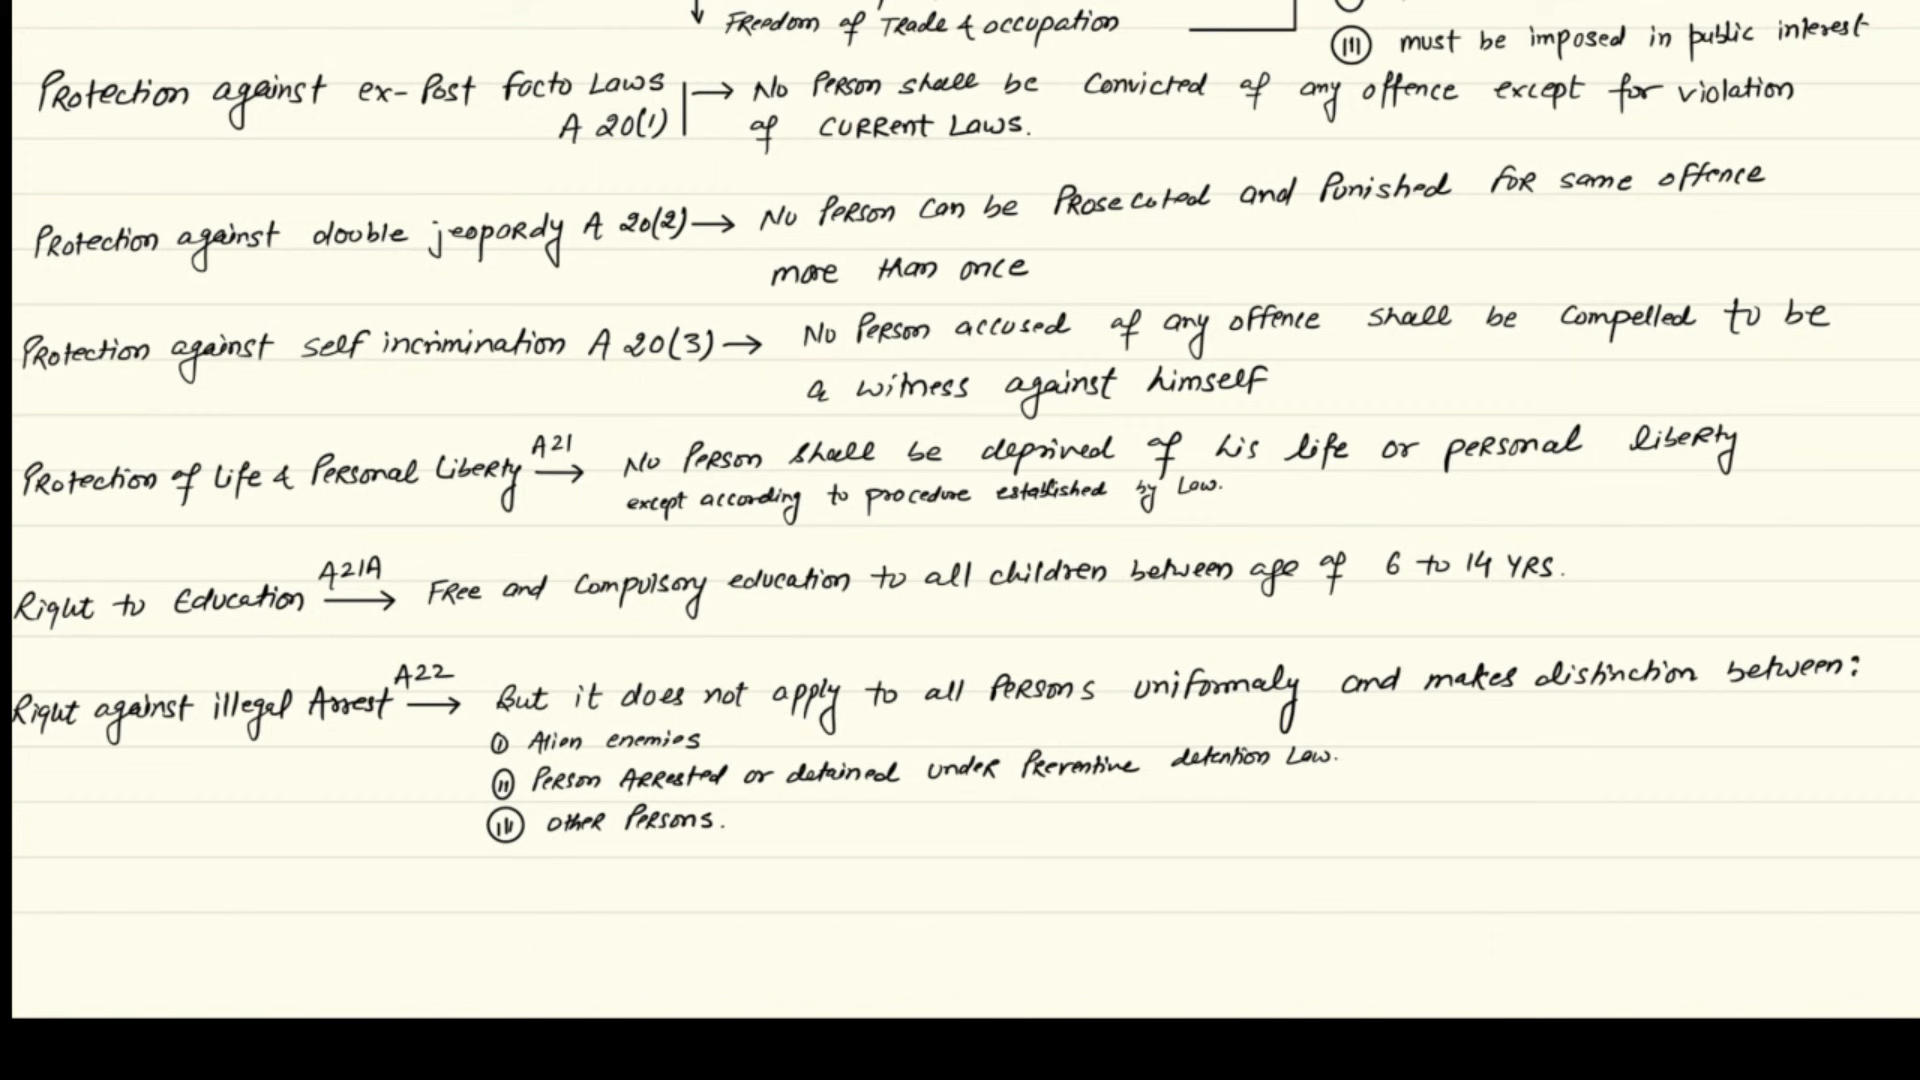 Freedom of Trade & occupation
(III) must be imposed in public interest
Protection against ex-Post facto Laws → No Person shall be Convicted of any offence except for violation
A 20(1) of CURRENT LAWS.
Protection against double jeopardy A 20(2) → No Person can be Prosecuted and Punished for same offence
more than once
Protection against self incrimination A 20(3) → No Person accused of any offence shall be compelled to be
a witness against himself
Protection of Life & Personal Liberty A21 → No Person shall be deprived of his life or personal liberty
except according to procedure established by Law.
Right to Education A21A → Free and Compulsory education to all children between age of 6 to 14 YRS.
Right against illegal Arrest A22 → But it does not apply to all Persons uniformaly and makes distinction between:
(I) Alien enemies
(II) Person Arrested or detained under Preventive detention Law.
(III) other Persons.